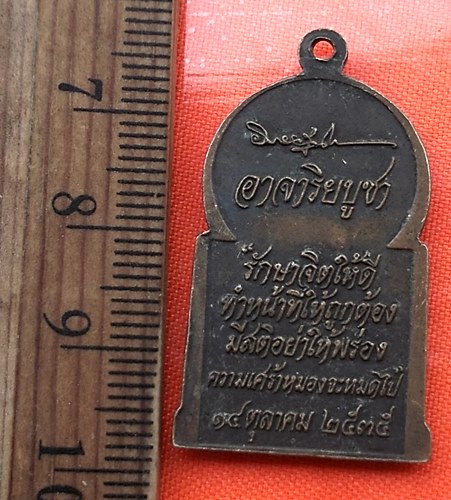 อาจาริยบูชา
"รักษาจิตให้ดี
ทำหน้าที่ให้ถูกต้อง
มีสติอย่าให้พร่อง
ความเศร้าหมองจะหมดไป
๑๔ ตุลาคม ๒๕๓๕
7
8
9
10